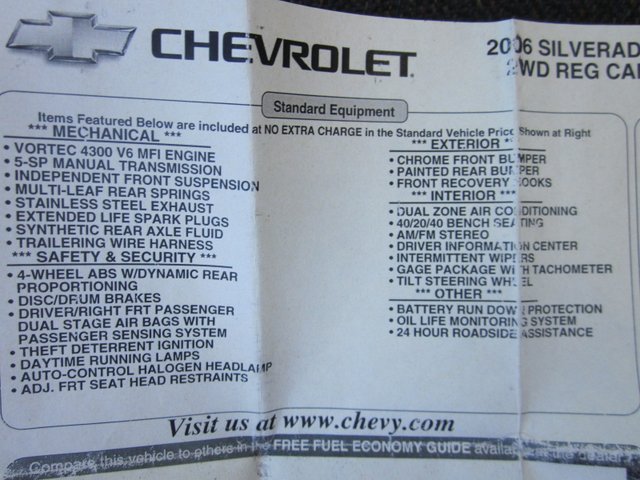 CHEVROLET
2006 SILVERAD
2WD REG CA
Standard Equipment
Items Featured Below are included at NO EXTRA CHARGE in the Standard Vehicle Price Shown at Right
*** MECHANICAL ***
• VORTEC 4300 V6 MFI ENGINE
• 5-SP MANUAL TRANSMISSION
• INDEPENDENT FRONT SUSPENSION
• MULTI-LEAF REAR SPRINGS
• STAINLESS STEEL EXHAUST
• EXTENDED LIFE SPARK PLUGS
• SYNTHETIC REAR AXLE FLUID
• TRAILERING WIRE HARNESS
*** SAFETY & SECURITY ***
• 4-WHEEL ABS W/DYNAMIC REAR
PROPORTIONING
• DISC/DRUM BRAKES
• DRIVER/RIGHT FRT PASSENGER
DUAL STAGE AIR BAGS WITH
PASSENGER SENSING SYSTEM
• THEFT DETERRENT IGNITION
• DAYTIME RUNNING LAMPS
• AUTO-CONTROL HALOGEN HEADLAMP
• ADJ. FRT SEAT HEAD RESTRAINTS
*** EXTERIOR ***
• CHROME FRONT BUMPER
• PAINTED REAR BUMPER
• FRONT RECOVERY HOOKS
*** INTERIOR ***
• DUAL ZONE AIR CONDITIONING
• 40/20/40 BENCH SEATING
• AM/FM STEREO
• DRIVER INFORMATION CENTER
• INTERMITTENT WIPERS
• GAGE PACKAGE WITH TACHOMETER
• TILT STEERING WHEEL
*** OTHER ***
• BATTERY RUN DOWN PROTECTION
• OIL LIFE MONITORING SYSTEM
• 24 HOUR ROADSIDE ASSISTANCE
Visit us at www.chevy.com
Compare this vehicle to others in the FREE FUEL ECONOMY GUIDE available at the dealer